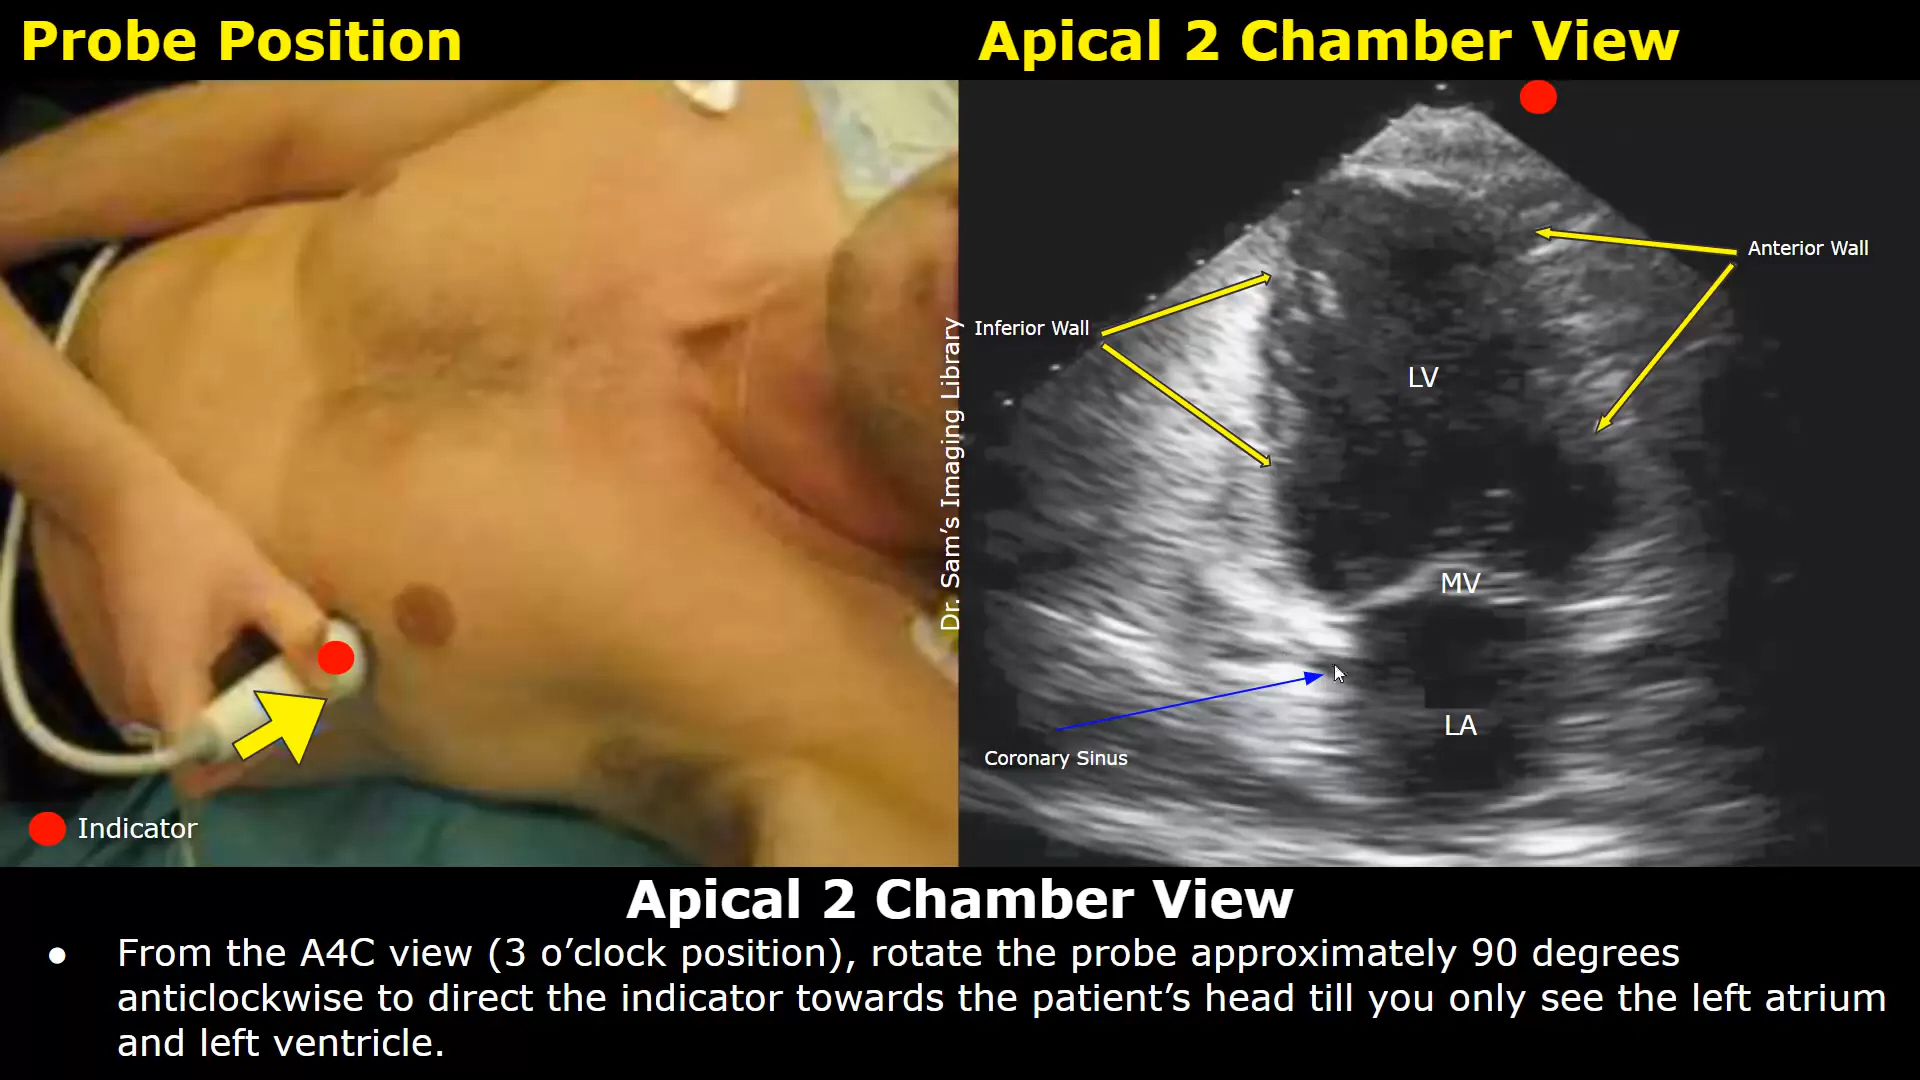 Probe Position
Apical 2 Chamber View
Anterior Wall
Inferior Wall
LV
MV
LA
Coronary Sinus
Dr. Sam’s Imaging Library
Indicator
Apical 2 Chamber View
● From the A4C view (3 o’clock position), rotate the probe approximately 90 degrees
anticlockwise to direct the indicator towards the patient’s head till you only see the left atrium
and left ventricle.